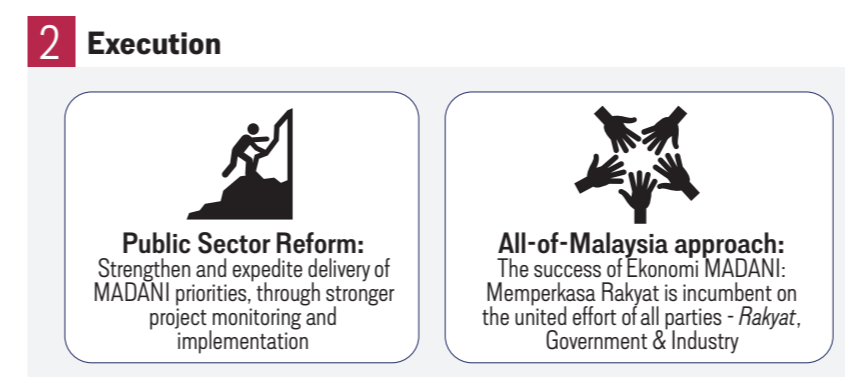 2 Execution
Public Sector Reform:
Strengthen and expedite delivery of
MADANI priorities, through stronger
project monitoring and
implementation
All-of-Malaysia approach:
The success of Ekonomi MADANI:
Memperkasa Rakyat is incumbent on
the united effort of all parties - Rakyat,
Government & Industry